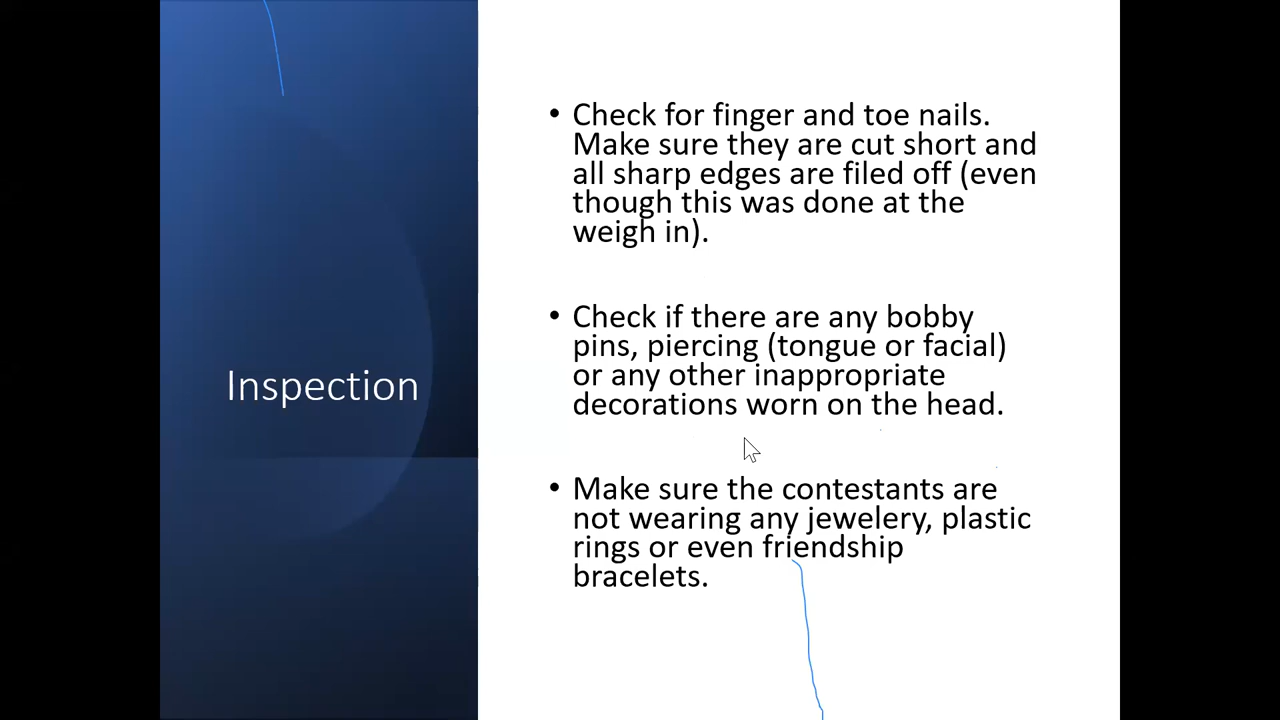 Inspection
• Check for finger and toe nails.
Make sure they are cut short and
all sharp edges are filed off (even
though this was done at the
weigh in).
• Check if there are any bobby
pins, piercing (tongue or facial)
or any other inappropriate
decorations worn on the head.
• Make sure the contestants are
not wearing any jewelery, plastic
rings or even friendship
bracelets.